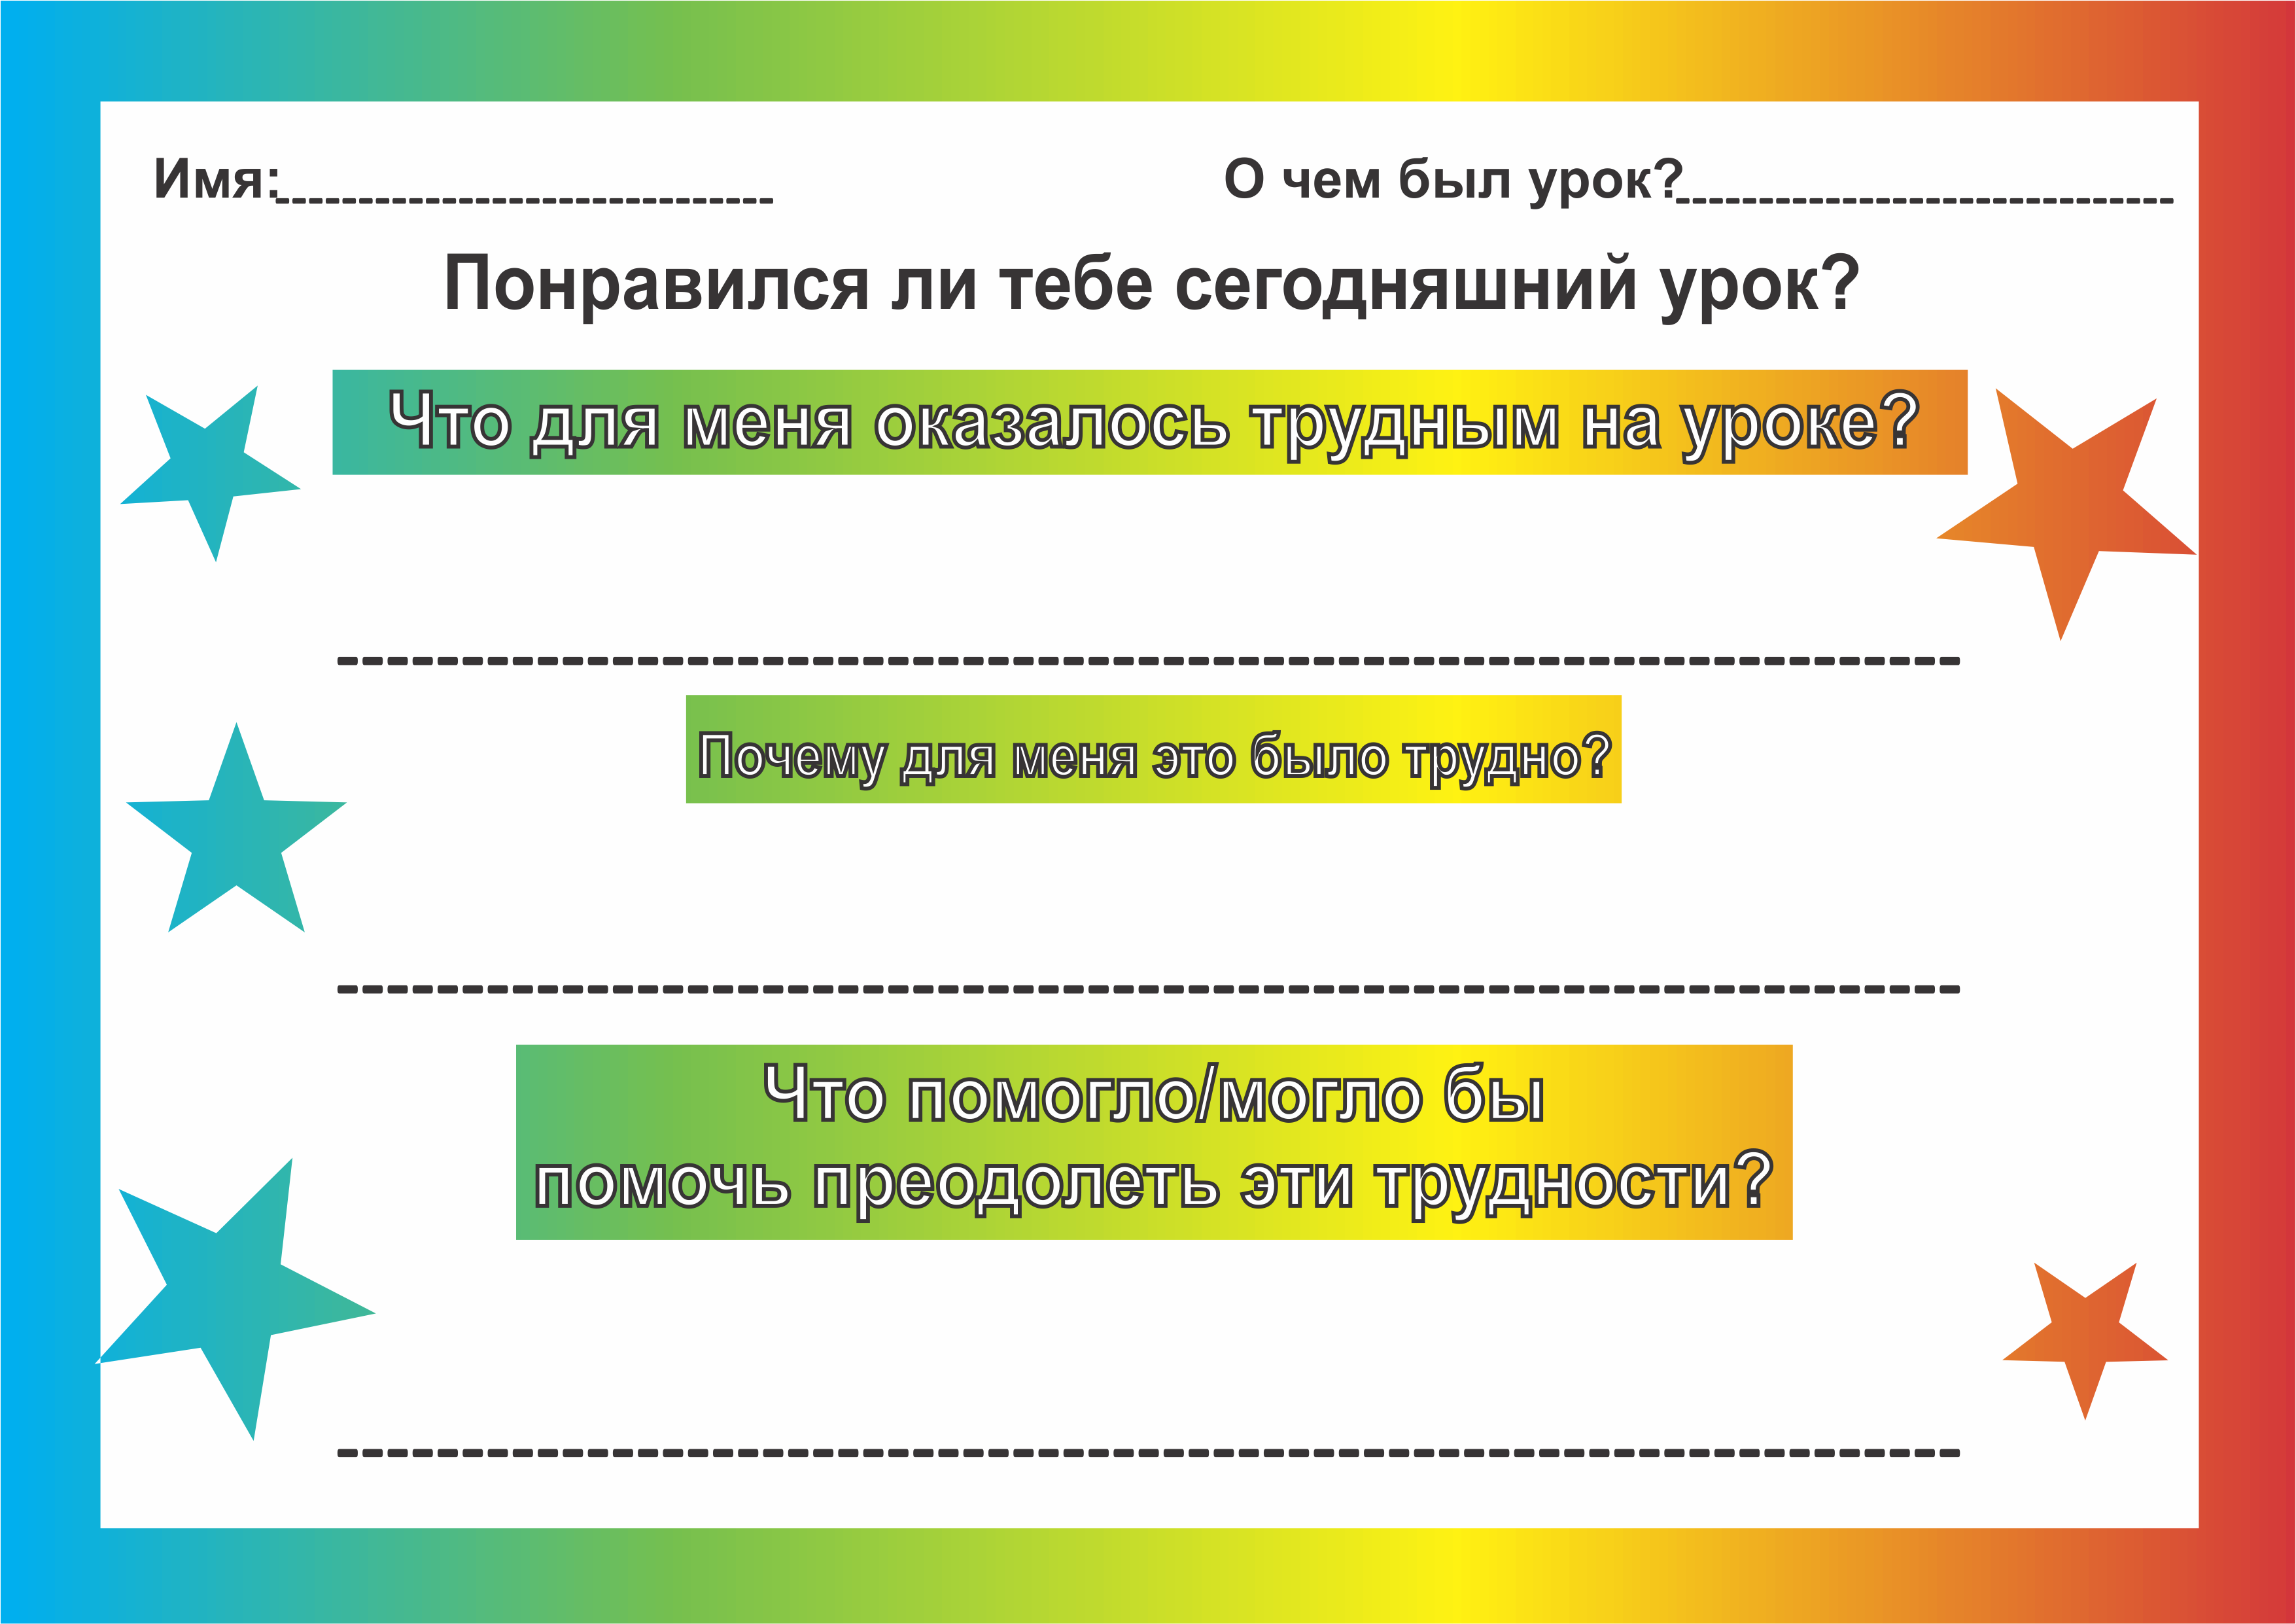 Имя:
О чем был урок?
Понравился ли тебе сегодняшний урок?
Что для меня оказалось трудным на уроке?
Почему для меня это было трудно?
Что помогло/могло бы
помочь преодолеть эти трудности?